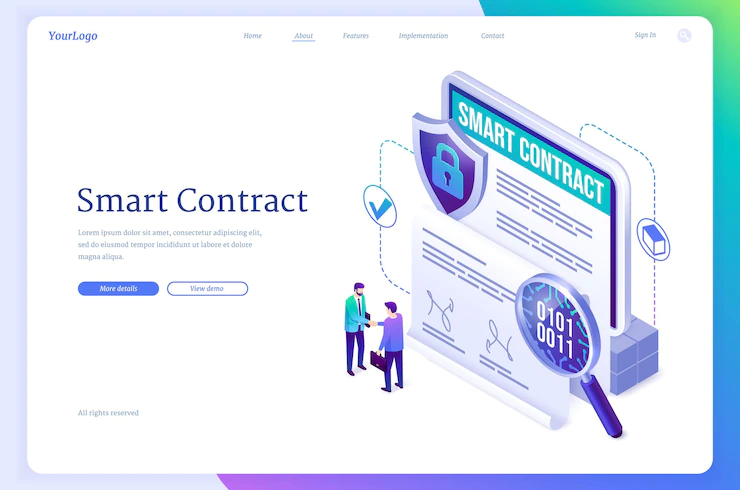 YourLogo
Home
About
Features
Implementation
Contact
Sign In
SMART CONTRACT
Smart Contract
Lorem ipsum dolor sit amet, consectetur adipiscing elit,
sed do eiusmod tempor incididunt ut labore et dolore
magna aliqua.
More details
View demo
0101
0011
All rights reserved